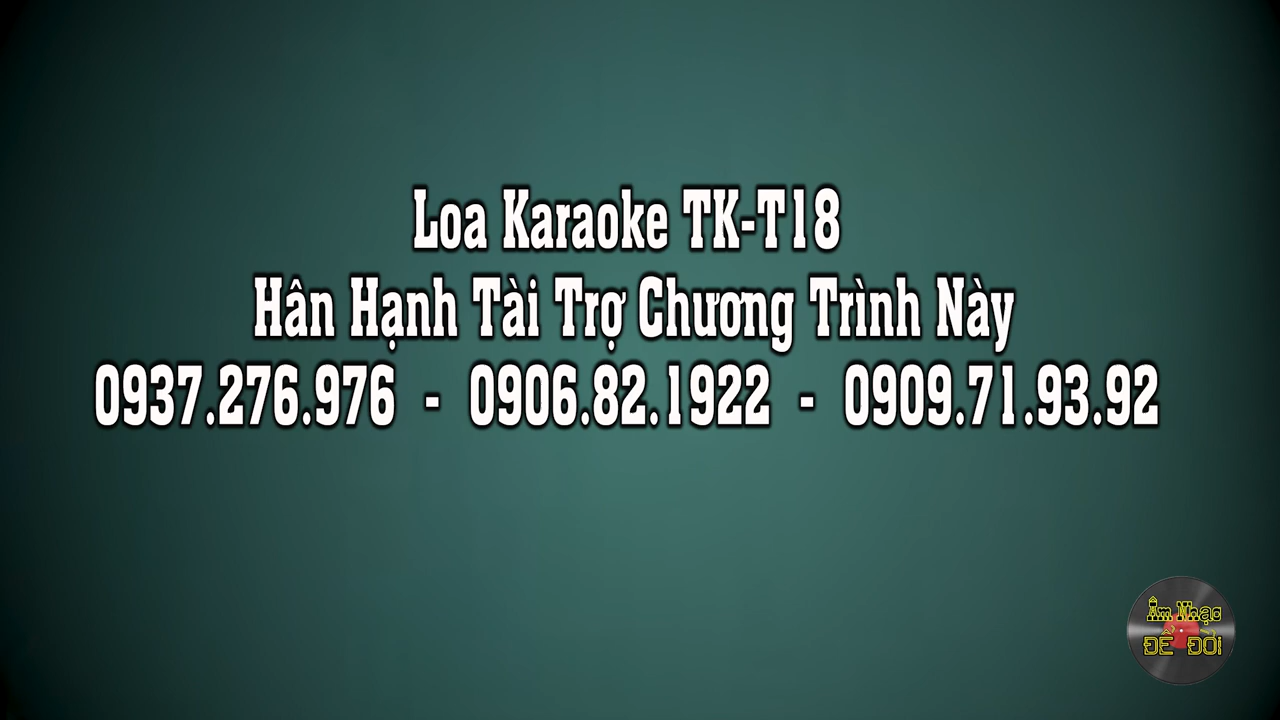 Loa Karaoke TK-T18
Hân Hạnh Tài Trợ Chương Trình Này
0937.276.976 - 0906.82.1922 - 0909.71.93.92
Âm Nhạc
ĐỂ ĐỜI